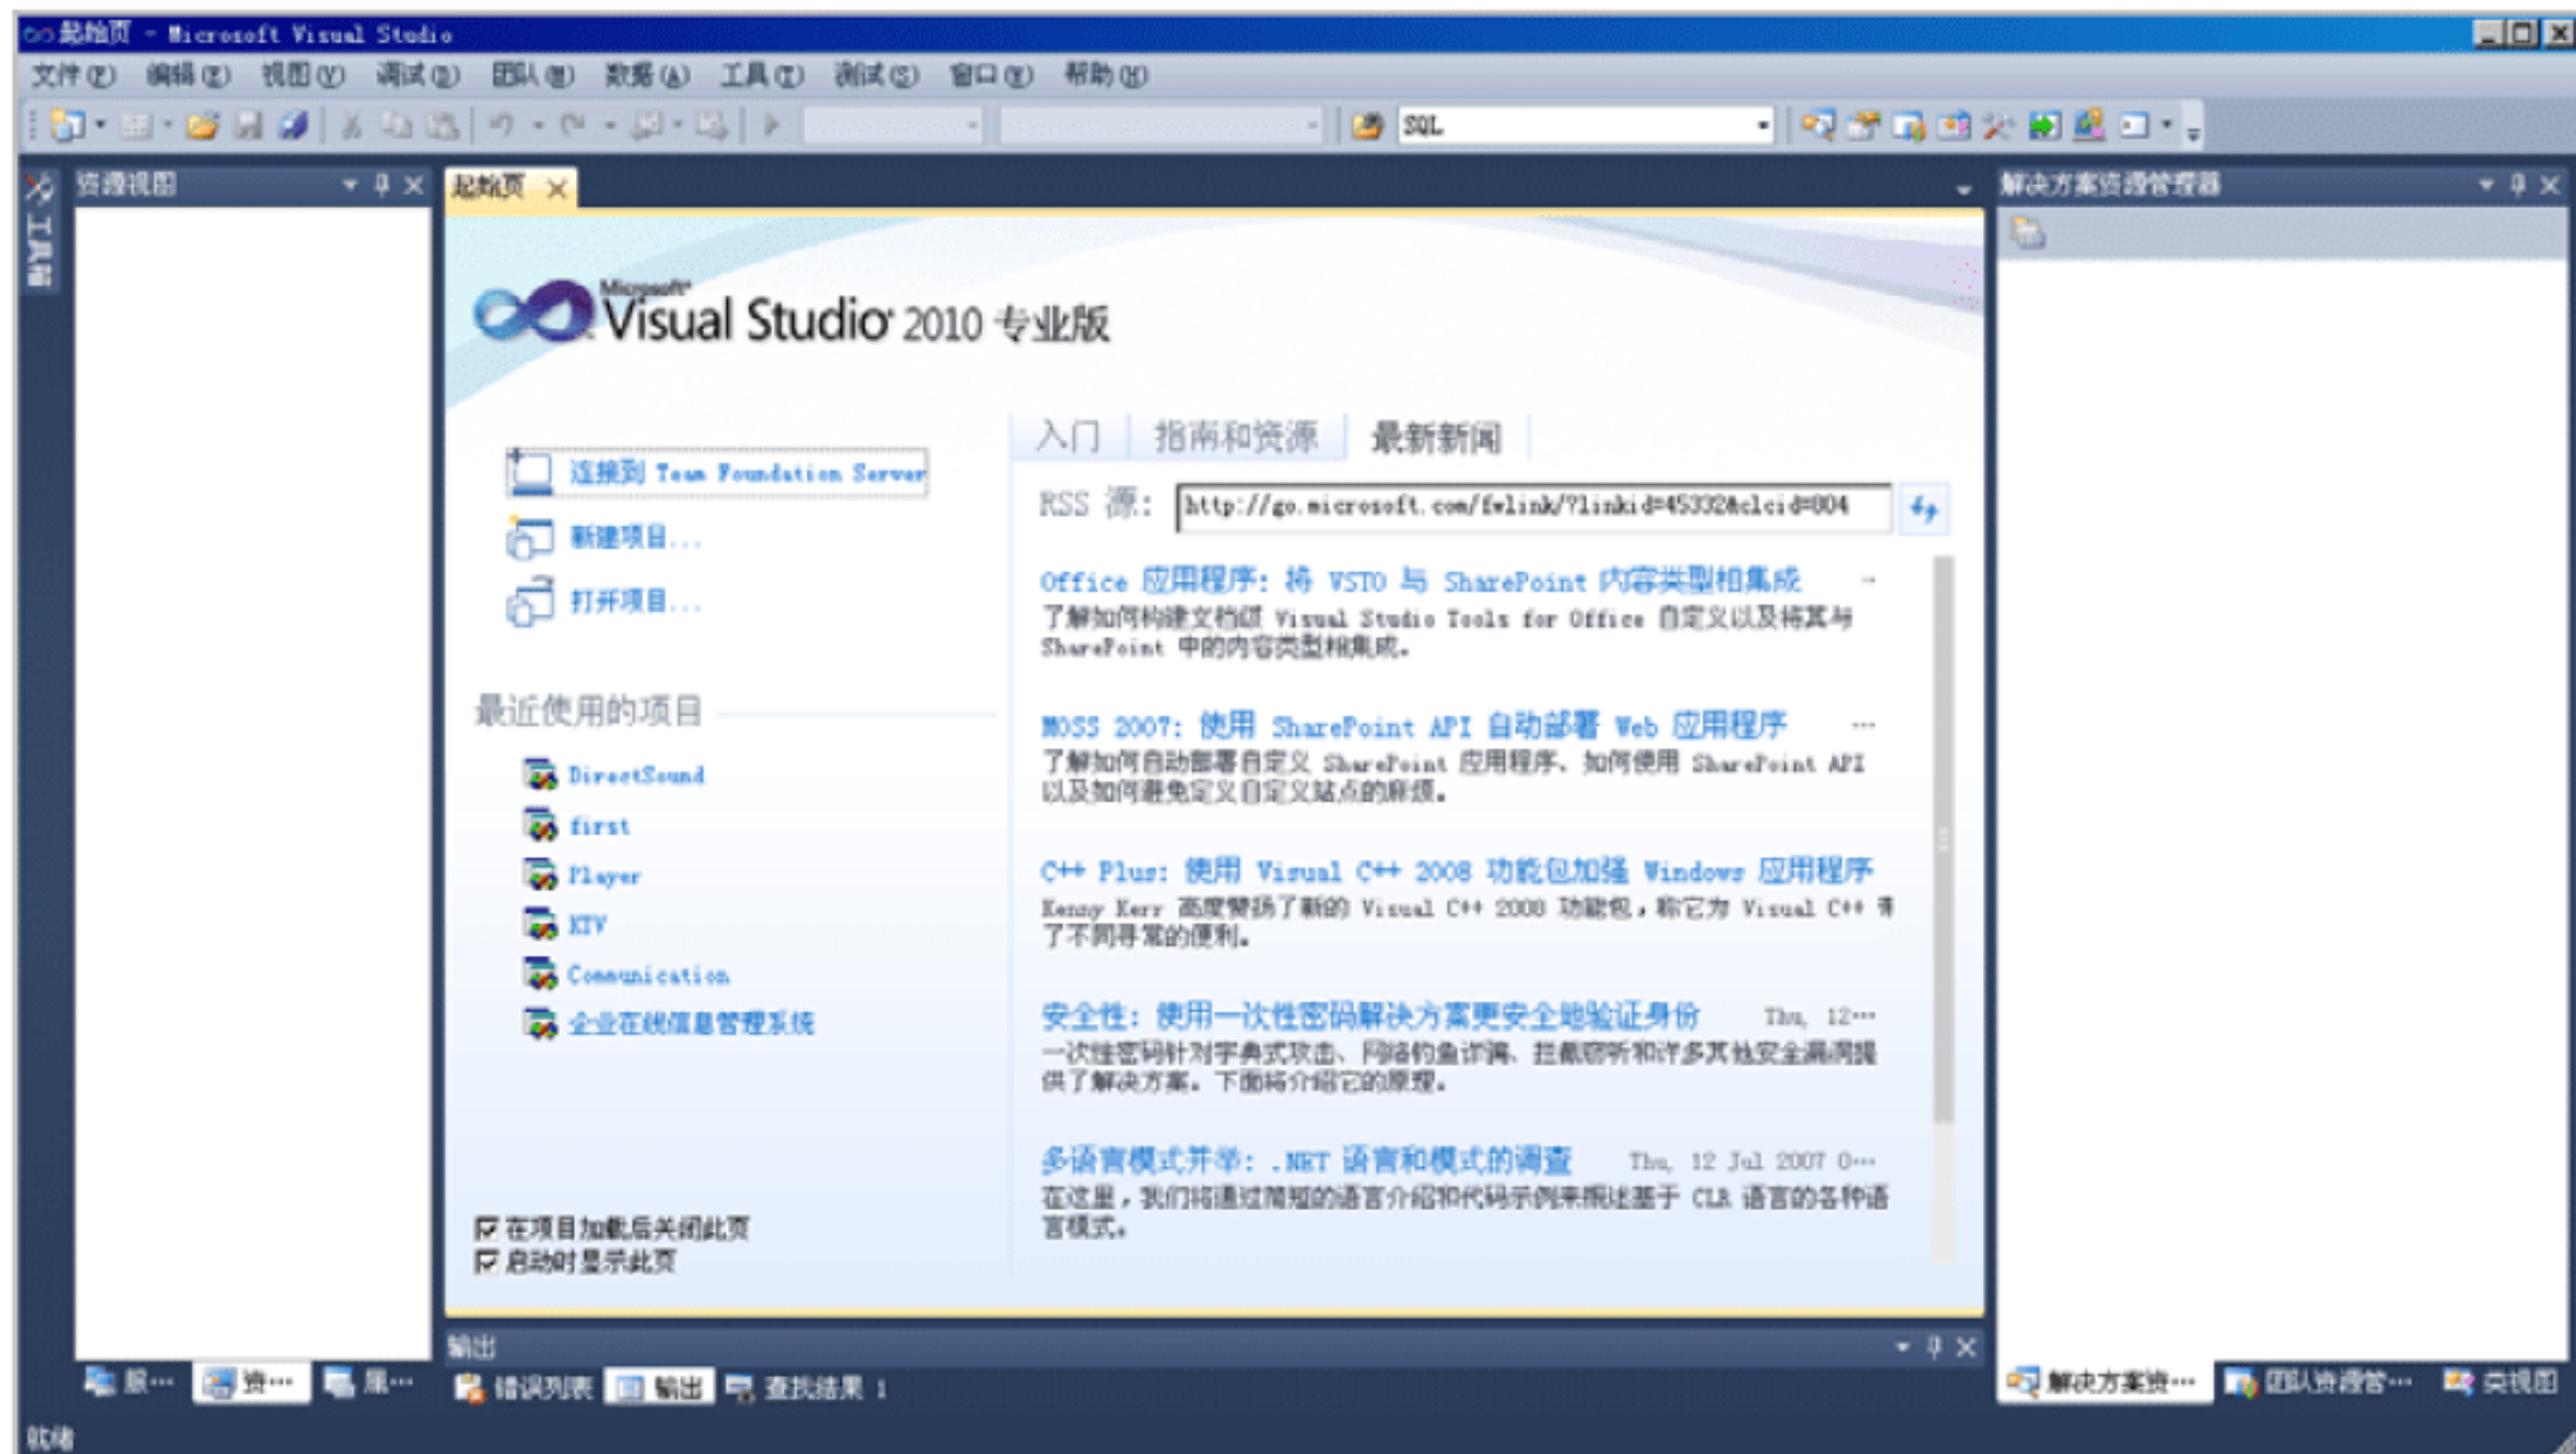 起始页 - Microsoft Visual Studio
文件(F) 编辑(E) 视图(V) 调试(D) 团队(M) 数据(A) 工具(T) 测试(S) 窗口(W) 帮助(H)
SQL
工具箱
资源视图
起始页
解决方案资源管理器
Microsoft®
Visual Studio® 2010 专业版
连接到 Team Foundation Server
新建项目...
打开项目...
最近使用的项目
DirectSound
first
Player
KTV
Communication
企业在线信息管理系统
在项目加载后关闭此页
启动时显示此页
入门 指南和资源 最新新闻
RSS 源: http://go.microsoft.com/fwlink/?linkid=45332&clcid=804
Office 应用程序: 将 VSTO 与 SharePoint 内容类型相集成 …
了解如何构建文档级 Visual Studio Tools for Office 自定义以及将其与
SharePoint 中的内容类型相集成。
MOSS 2007: 使用 SharePoint API 自动部署 Web 应用程序 …
了解如何自动部署自定义 SharePoint 应用程序、如何使用 SharePoint API
以及如何避免定义自定义站点的麻烦。
C++ Plus: 使用 Visual C++ 2008 功能包加强 Windows 应用程序
Kenny Kerr 高度赞扬了新的 Visual C++ 2008 功能包，称它为 Visual C++ 带
了不同寻常的便利。
安全性: 使用一次性密码解决方案更安全地验证身份 Thu, 12…
一次性密码针对字典式攻击、网络钓鱼诈骗、拦截窃听和许多其他安全漏洞提
供了解决方案。下面将介绍它的原理。
多语言模式并举: .NET 语言和模式的调查 Thu, 12 Jul 2007 0…
在这里，我们将通过简短的语言介绍和代码示例来概述基于 CLR 语言的各种语
言模式。
输出
服… 资… 属…
错误列表 输出 查找结果 1
解决方案资… 团队资源管… 类视图
就绪